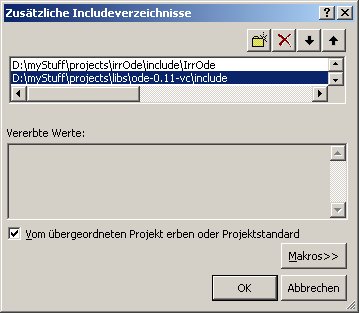 Zusätzliche Includeverzeichnisse
D:\myStuff\projects\irrOde\include\IrrOde
D:\myStuff\projects\libs\ode-0.11-vc\include
Vererbte Werte:
Vom übergeordneten Projekt erben oder Projektstandard
Makros>>
OK
Abbrechen